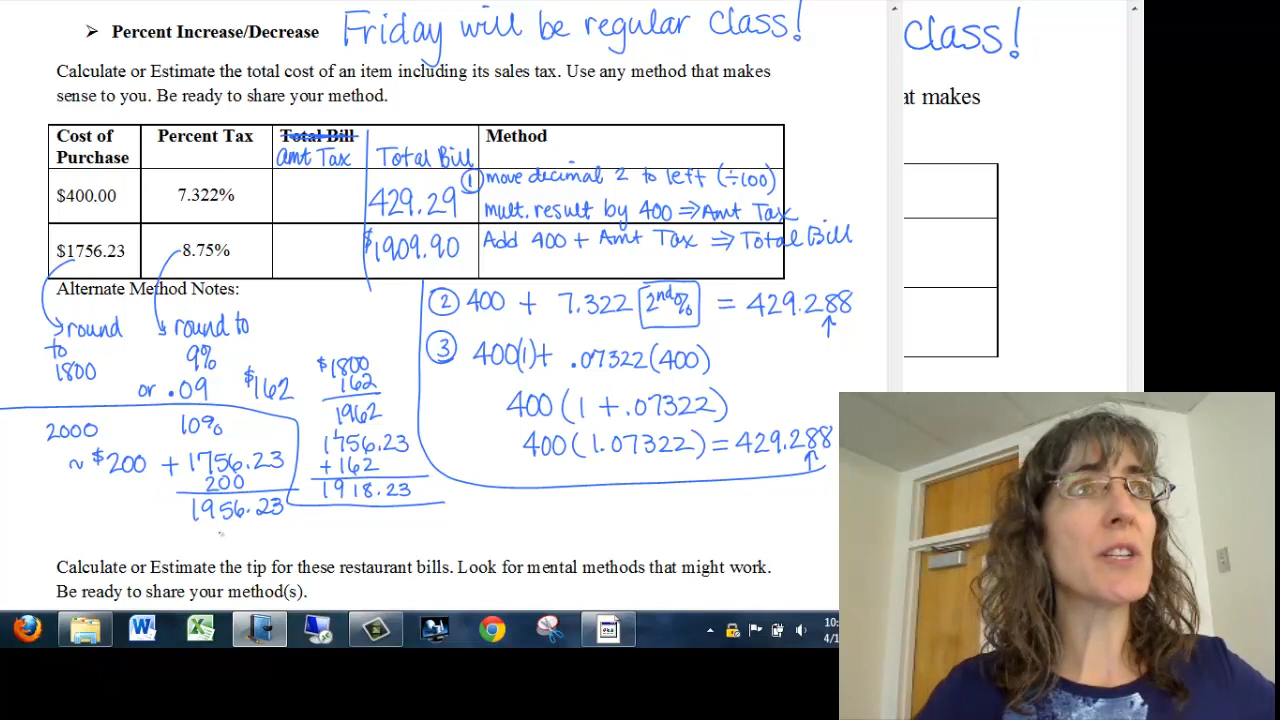 ➢ Percent Increase/Decrease
Friday will be regular class!
Calculate or Estimate the total cost of an item including its sales tax. Use any method that makes
sense to you. Be ready to share your method.
Cost of Purchase
Percent Tax
Total Bill
Amt Tax
Total Bill
Method
$400.00
7.322%
429.29
① move decimal 2 to left (÷100)
mult. result by 400 ⇒ Amt Tax
$1756.23
8.75%
$1909.90
Add 400 + Amt Tax ⇒ Total Bill
Alternate Method Notes:
round
to
1800
round to
9%
or .09
$162
$1800
162
1962
1756.23
+162
1918.23
2000
10%
~ $200 + 1756.23
200
1956.23
② 400 + 7.322 2nd % = 429.288
③ 400(1) + .07322(400)
400(1 + .07322)
400(1.07322) = 429.288
Calculate or Estimate the tip for these restaurant bills. Look for mental methods that might work.
Be ready to share your method(s).
class!
at makes
10:
4/1